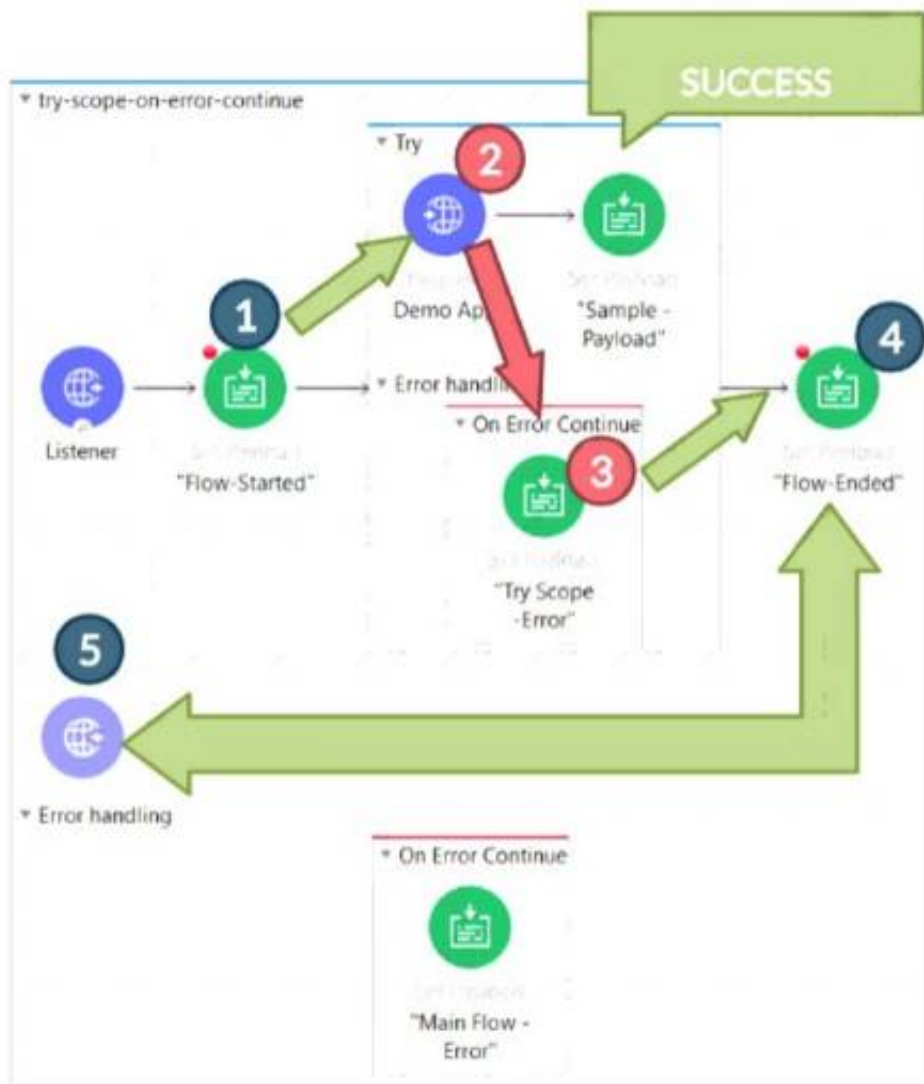 SUCCESS
try-scope-on-error-continue
Try
2
1
Demo Ap
"Sample -
Payload"
4
Error handlin
On Error Continue
Listener
"Flow-Started"
3
"Flow-Ended"
"Try Scope
-Error"
5
Error handling
On Error Continue
"Main Flow -
Error"